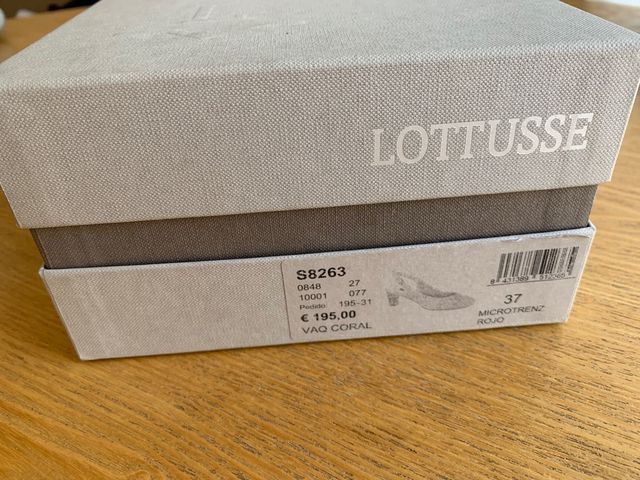 LOTTUSSE
S8263
0848 27
10001 077
Pedido: 195-31
€ 195,00
VAQ CORAL
37
MICROTRENZ
ROJO